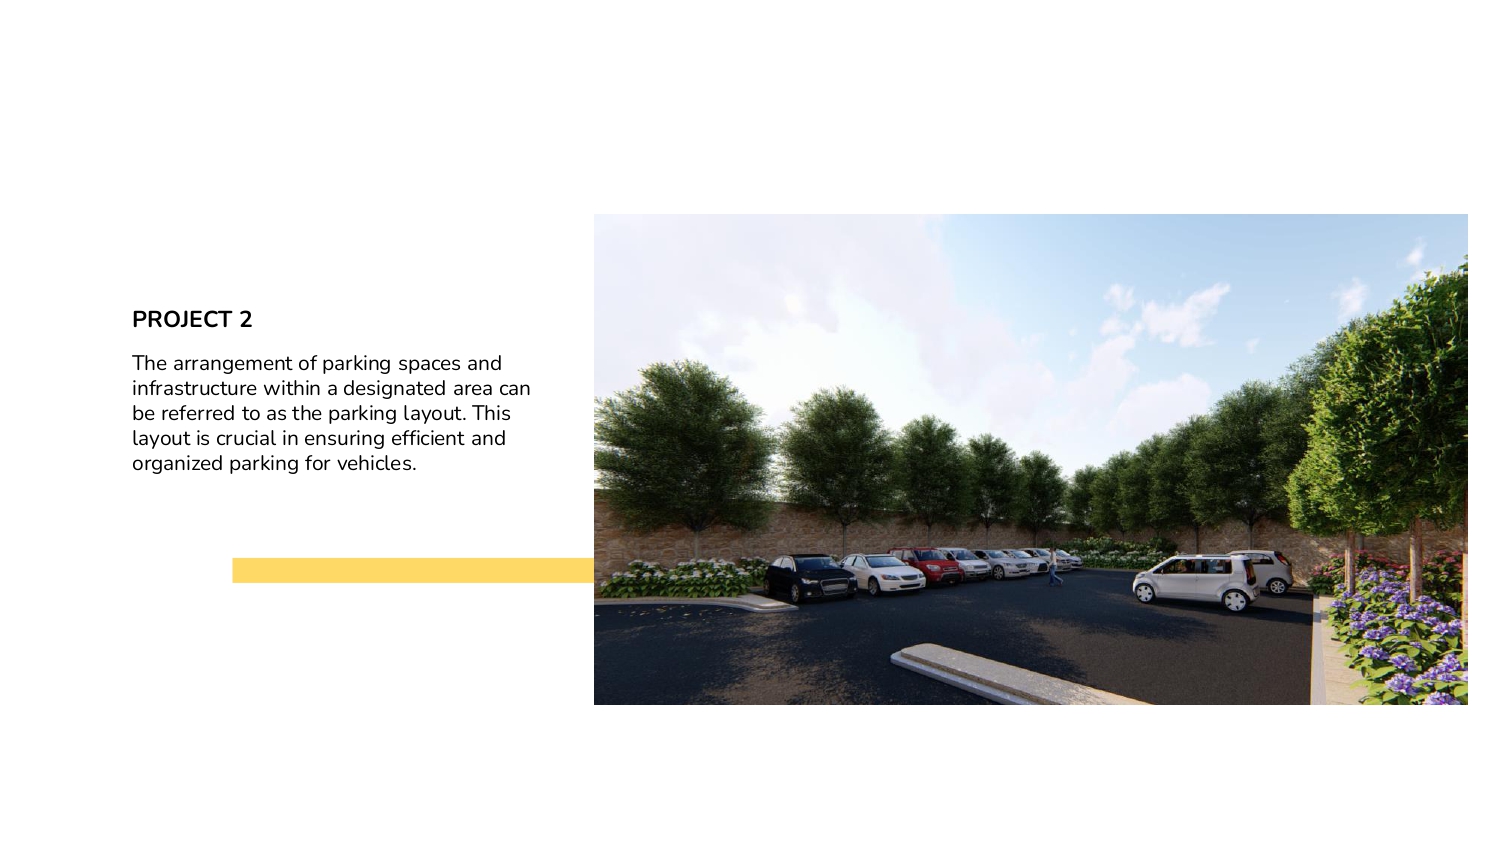 PROJECT 2
The arrangement of parking spaces and
infrastructure within a designated area can
be referred to as the parking layout. This
layout is crucial in ensuring efficient and
organized parking for vehicles.